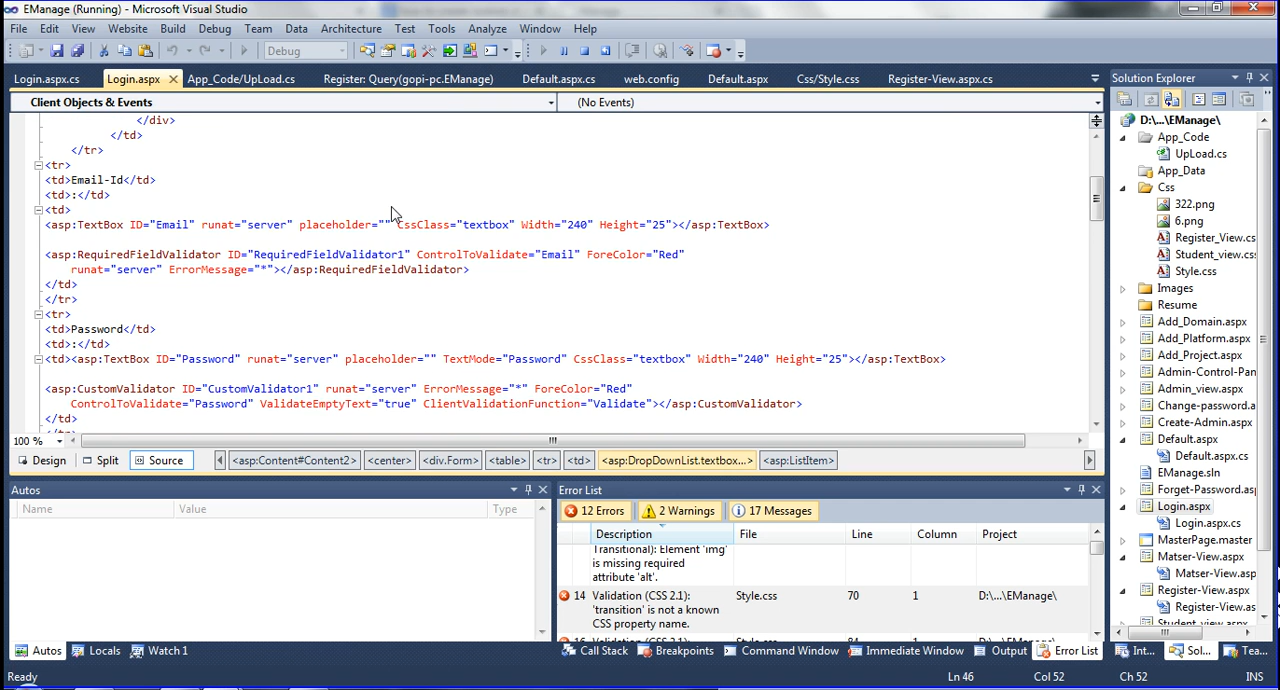 EManage (Running) - Microsoft Visual Studio
File Edit View Website Build Debug Team Data Tools Architecture Test Analyze Window Help
Debug
Login.aspx.cs Login.aspx App_Code/UpLoad.cs Register: Query(gopi-pc.EManage) Default.aspx.cs web.config Default.aspx Css/Style.css Register-View.aspx.cs
Client Objects & Events (No Events)
</div>
</td>
</tr>
<tr>
<td>Email-Id</td>
<td>:</td>
<td>
<asp:TextBox ID="Email" runat="server" placeholder="" CssClass="textbox" Width="240" Height="25"></asp:TextBox>
<asp:RequiredFieldValidator ID="RequiredFieldValidator1" ControlToValidate="Email" ForeColor="Red"
runat="server" ErrorMessage="*"></asp:RequiredFieldValidator>
</td>
</tr>
<tr>
<td>Password</td>
<td>:</td>
<td><asp:TextBox ID="Password" runat="server" placeholder="" TextMode="Password" CssClass="textbox" Width="240" Height="25"></asp:TextBox>
<asp:CustomValidator ID="CustomValidator1" runat="server" ErrorMessage="*" ForeColor="Red"
ControlToValidate="Password" ValidateEmptyText="true" ClientValidationFunction="Validate"></asp:CustomValidator>
</td>
100 %
Design Split Source <asp:Content#Content2> <center> <div.Form> <table> <tr> <td> <asp:DropDownList.textbox...> <asp:ListItem>
Autos
Name Value Type
Error List
12 Errors 2 Warnings 17 Messages
Description File Line Column Project
Transitional): Element 'img'
is missing required
attribute 'alt'.
14 Validation (CSS 2.1): Style.css 70 1 D:\...\EManage\
'transition' is not a known
CSS property name.
Validation (CSS 2.1): Style.css 84 1 D:\...\EManage\
Autos Locals Watch 1
Call Stack Breakpoints Command Window Immediate Window Output Error List
Solution Explorer
D:\...\EManage\
App_Code
UpLoad.cs
App_Data
Css
322.png
6.png
Register_View.cs
Student_view.css
Style.css
Images
Resume
Add_Domain.aspx
Add_Platform.aspx
Add_Project.aspx
Admin-Control-Pan
Admin_view.aspx
Change-password.a
Create-Admin.aspx
Default.aspx
Default.aspx.cs
EManage.sln
Forget-Password.asp
Login.aspx
Login.aspx.cs
MasterPage.master
Matser-View.aspx
Matser-View.asp
Register-View.aspx
Register-View.as
Student_view.aspx
Int... Sol... Tea...
Ready Ln 46 Col 52 Ch 52 INS